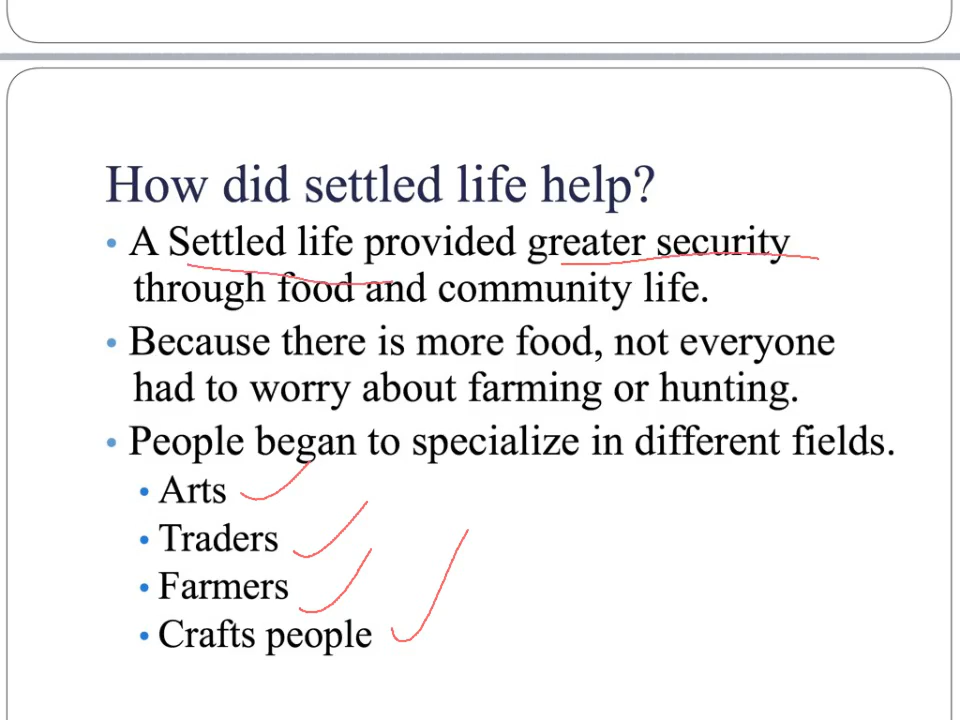 How did settled life help?
• A Settled life provided greater security
through food and community life.
• Because there is more food, not everyone
had to worry about farming or hunting.
• People began to specialize in different fields.
• Arts
• Traders
• Farmers
• Crafts people